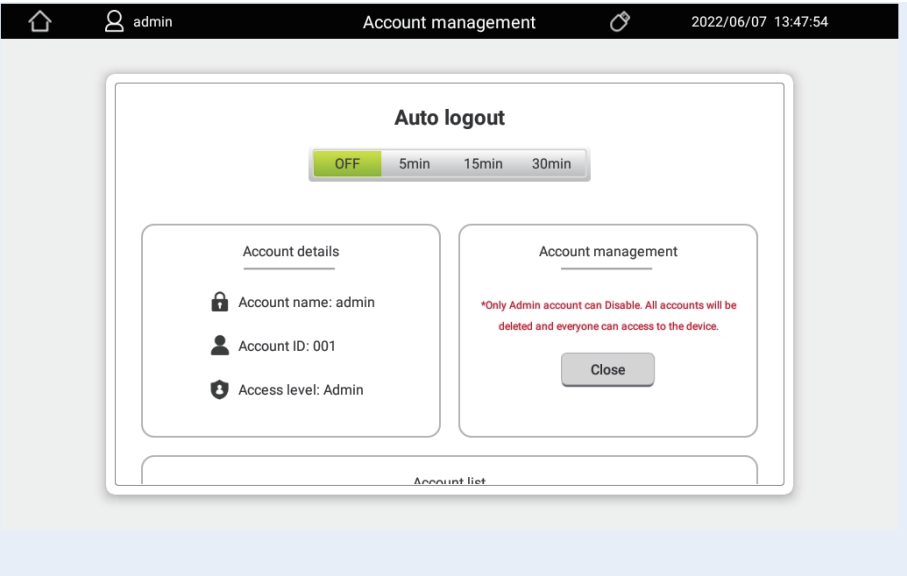 admin Account management 2022/06/07 13:47:54
Auto logout
OFF 5min 15min 30min
Account details
Account name: admin
Account ID: 001
Access level: Admin
Account management
*Only Admin account can Disable. All accounts will be
deleted and everyone can access to the device.
Close
Account list